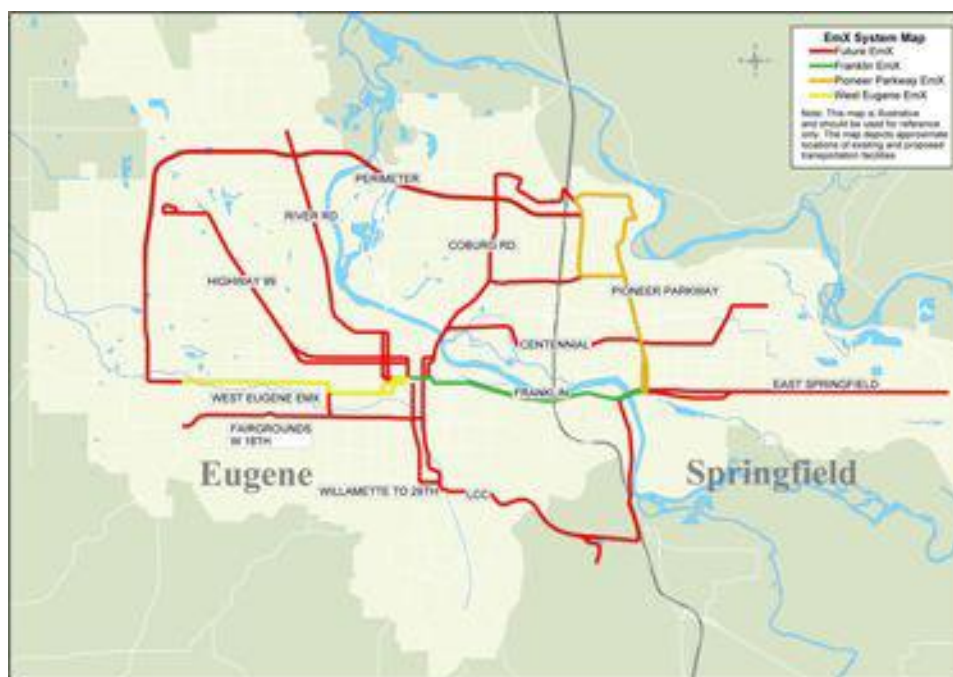 EmX System Map
Future EmX
Franklin EmX
Pioneer Parkway EmX
West Eugene EmX
Note: This map is illustrative
and should be used for reference
only. The map depicts approximate
locations of existing and proposed
transportation facilities
PERIMETER
RIVER RD
COBURG RD.
HIGHWAY 99
PIONEER PARKWAY
CENTENNIAL
EAST SPRINGFIELD
FRANKLIN
WEST EUGENE EMX
FAIRGROUNDS
W 18TH
Eugene
Springfield
WILLAMETTE TO 29TH
LCC